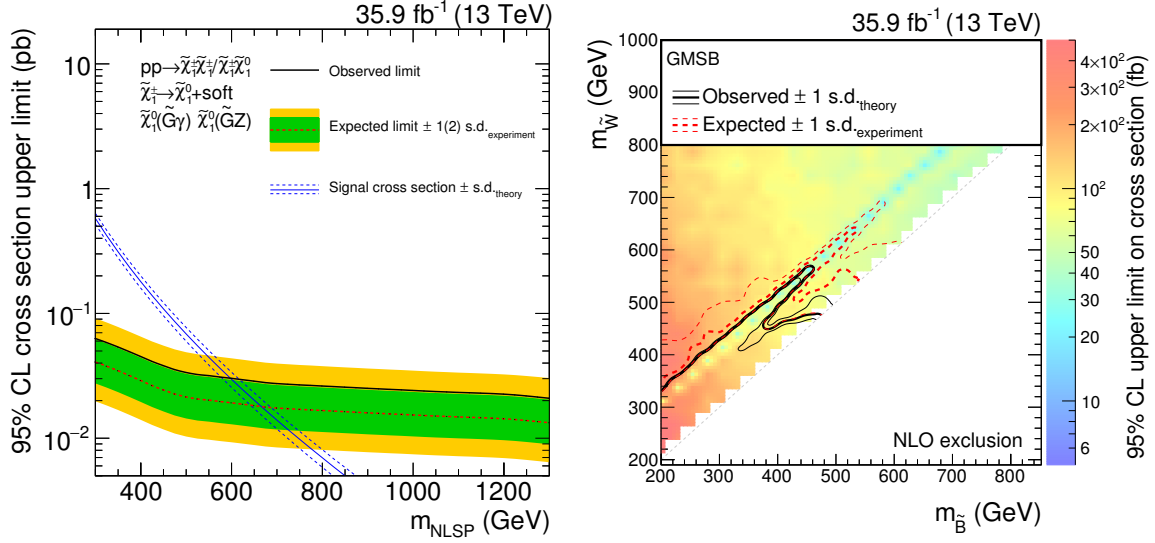 35.9 fb⁻¹ (13 TeV)
95% CL cross section upper limit (pb)
10
1
10⁻¹
10⁻²
pp→χ̃₁±χ̃₁±/χ̃₁±χ̃₁⁰
χ̃₁±→χ̃₁⁰+soft
χ̃₁⁰(G̃γ) χ̃₁⁰(G̃Z)
Observed limit
Expected limit ± 1(2) s.d.experiment
Signal cross section ± s.d.theory
400 600 800 1000 1200
mNLSP (GeV)
35.9 fb⁻¹ (13 TeV)
m_W̃ (GeV)
1000
900
800
700
600
500
400
300
200
GMSB
Observed ± 1 s.d.theory
Expected ± 1 s.d.experiment
NLO exclusion
200 300 400 500 600 700 800
m_B̃ (GeV)
4×10²
3×10²
2×10²
10²
50
40
30
20
10
6
95% CL upper limit on cross section (fb)